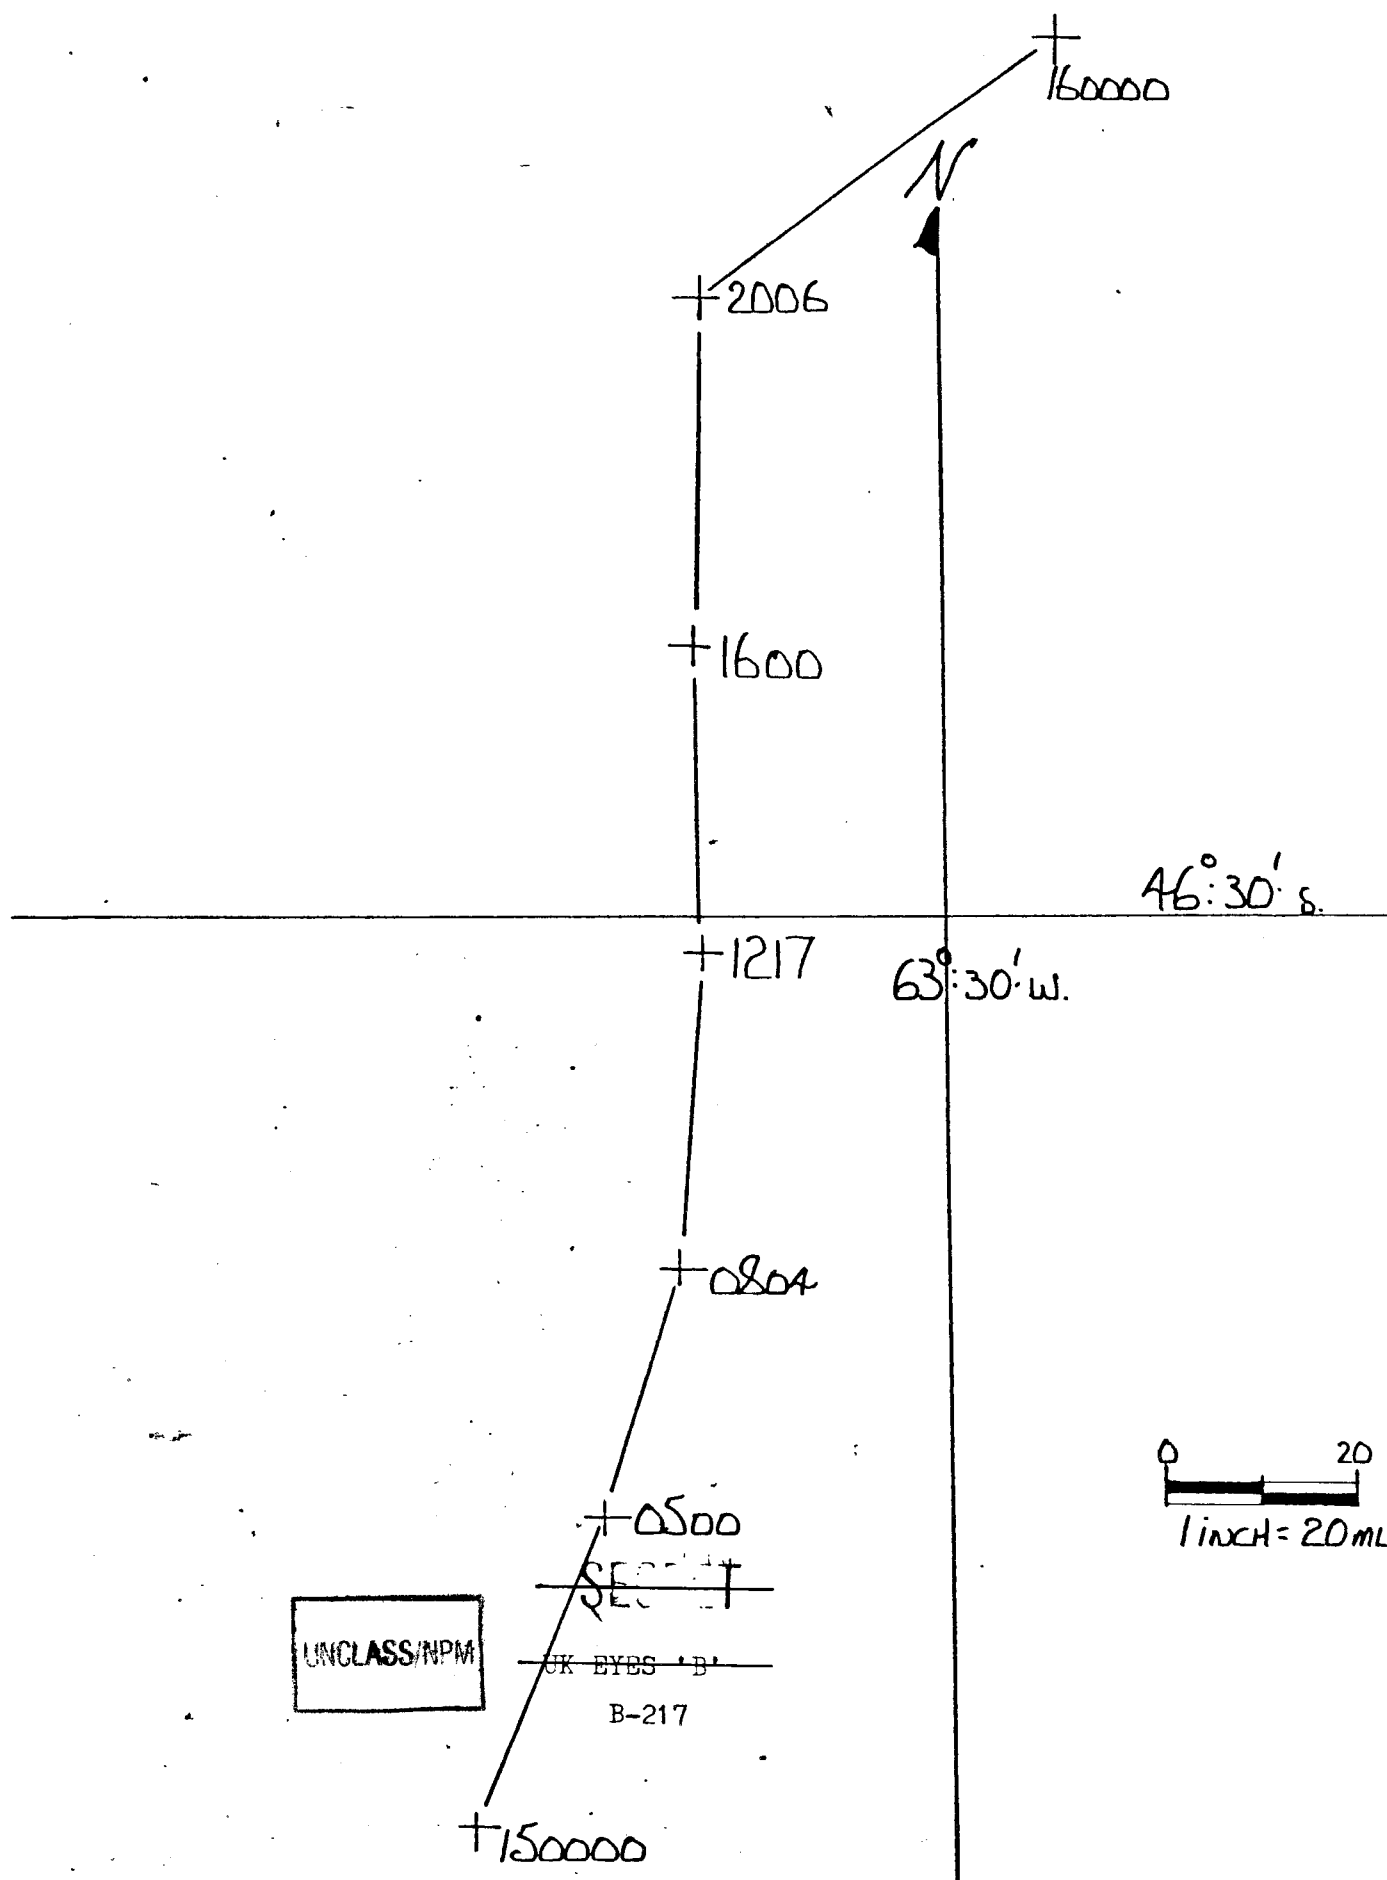 160000
N
2006
1600
46°:30'S.
1217
63°:30'W.
0804
0 20
1 INCH = 20 ML
0500
SECRET
UNCLASS/NPM
UK EYES 'B'
B-217
150000